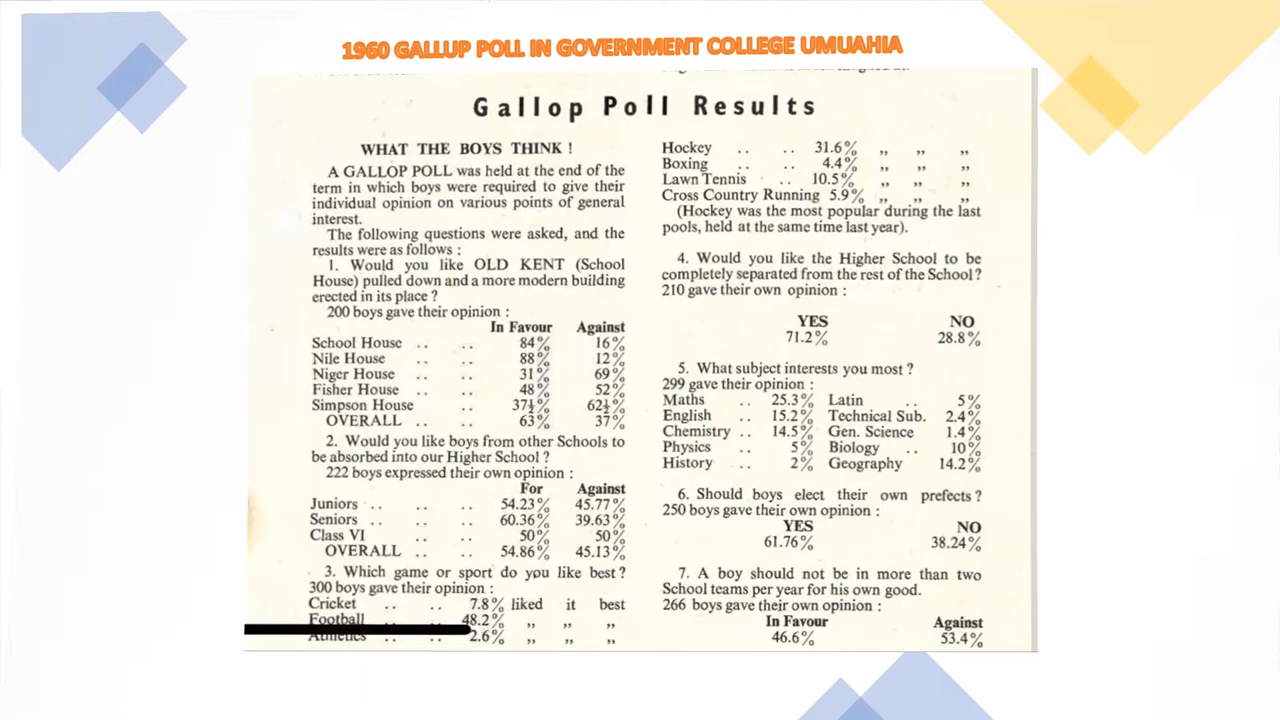 1960 GALLUP POLL IN GOVERNMENT COLLEGE UMUAHIA
Gallop Poll Results
WHAT THE BOYS THINK !
A GALLOP POLL was held at the end of the
term in which boys were required to give their
individual opinion on various points of general
interest.
The following questions were asked, and the
results were as follows :
1. Would you like OLD KENT (School
House) pulled down and a more modern building
erected in its place ?
200 boys gave their opinion :
In Favour Against
School House .. .. 84% 16%
Nile House .. .. 88% 12%
Niger House .. .. 31% 69%
Fisher House .. .. 48% 52%
Simpson House .. 37½% 62½%
OVERALL .. .. 63% 37%
2. Would you like boys from other Schools to
be absorbed into our Higher School ?
222 boys expressed their own opinion :
For Against
Juniors .. .. .. 54.23% 45.77%
Seniors .. .. .. 60.36% 39.63%
Class VI .. .. .. 50% 50%
OVERALL .. .. 54.86% 45.13%
3. Which game or sport do you like best ?
300 boys gave their opinion :
Cricket .. .. 7.8% liked it best
Football 48.2% ,, ,, ,,
Athletics .. .. 2.6% ,, ,, ,,
Hockey .. .. 31.6% ,, ,, ,,
Boxing .. .. 4.4% ,, ,, ,,
Lawn Tennis .. 10.5% ,, ,, ,,
Cross Country Running 5.9% ,, ,, ,,
(Hockey was the most popular during the last
pools, held at the same time last year).
4. Would you like the Higher School to be
completely separated from the rest of the School ?
210 gave their own opinion :
YES NO
71.2% 28.8%
5. What subject interests you most ?
299 gave their opinion :
Maths .. 25.3% Latin .. 5%
English .. 15.2% Technical Sub. 2.4%
Chemistry .. 14.5% Gen. Science 1.4%
Physics .. 5% Biology .. 10%
History .. 2% Geography 14.2%
6. Should boys elect their own prefects ?
250 boys gave their own opinion :
YES NO
61.76% 38.24%
7. A boy should not be in more than two
School teams per year for his own good.
266 boys gave their own opinion :
In Favour Against
46.6% 53.4%